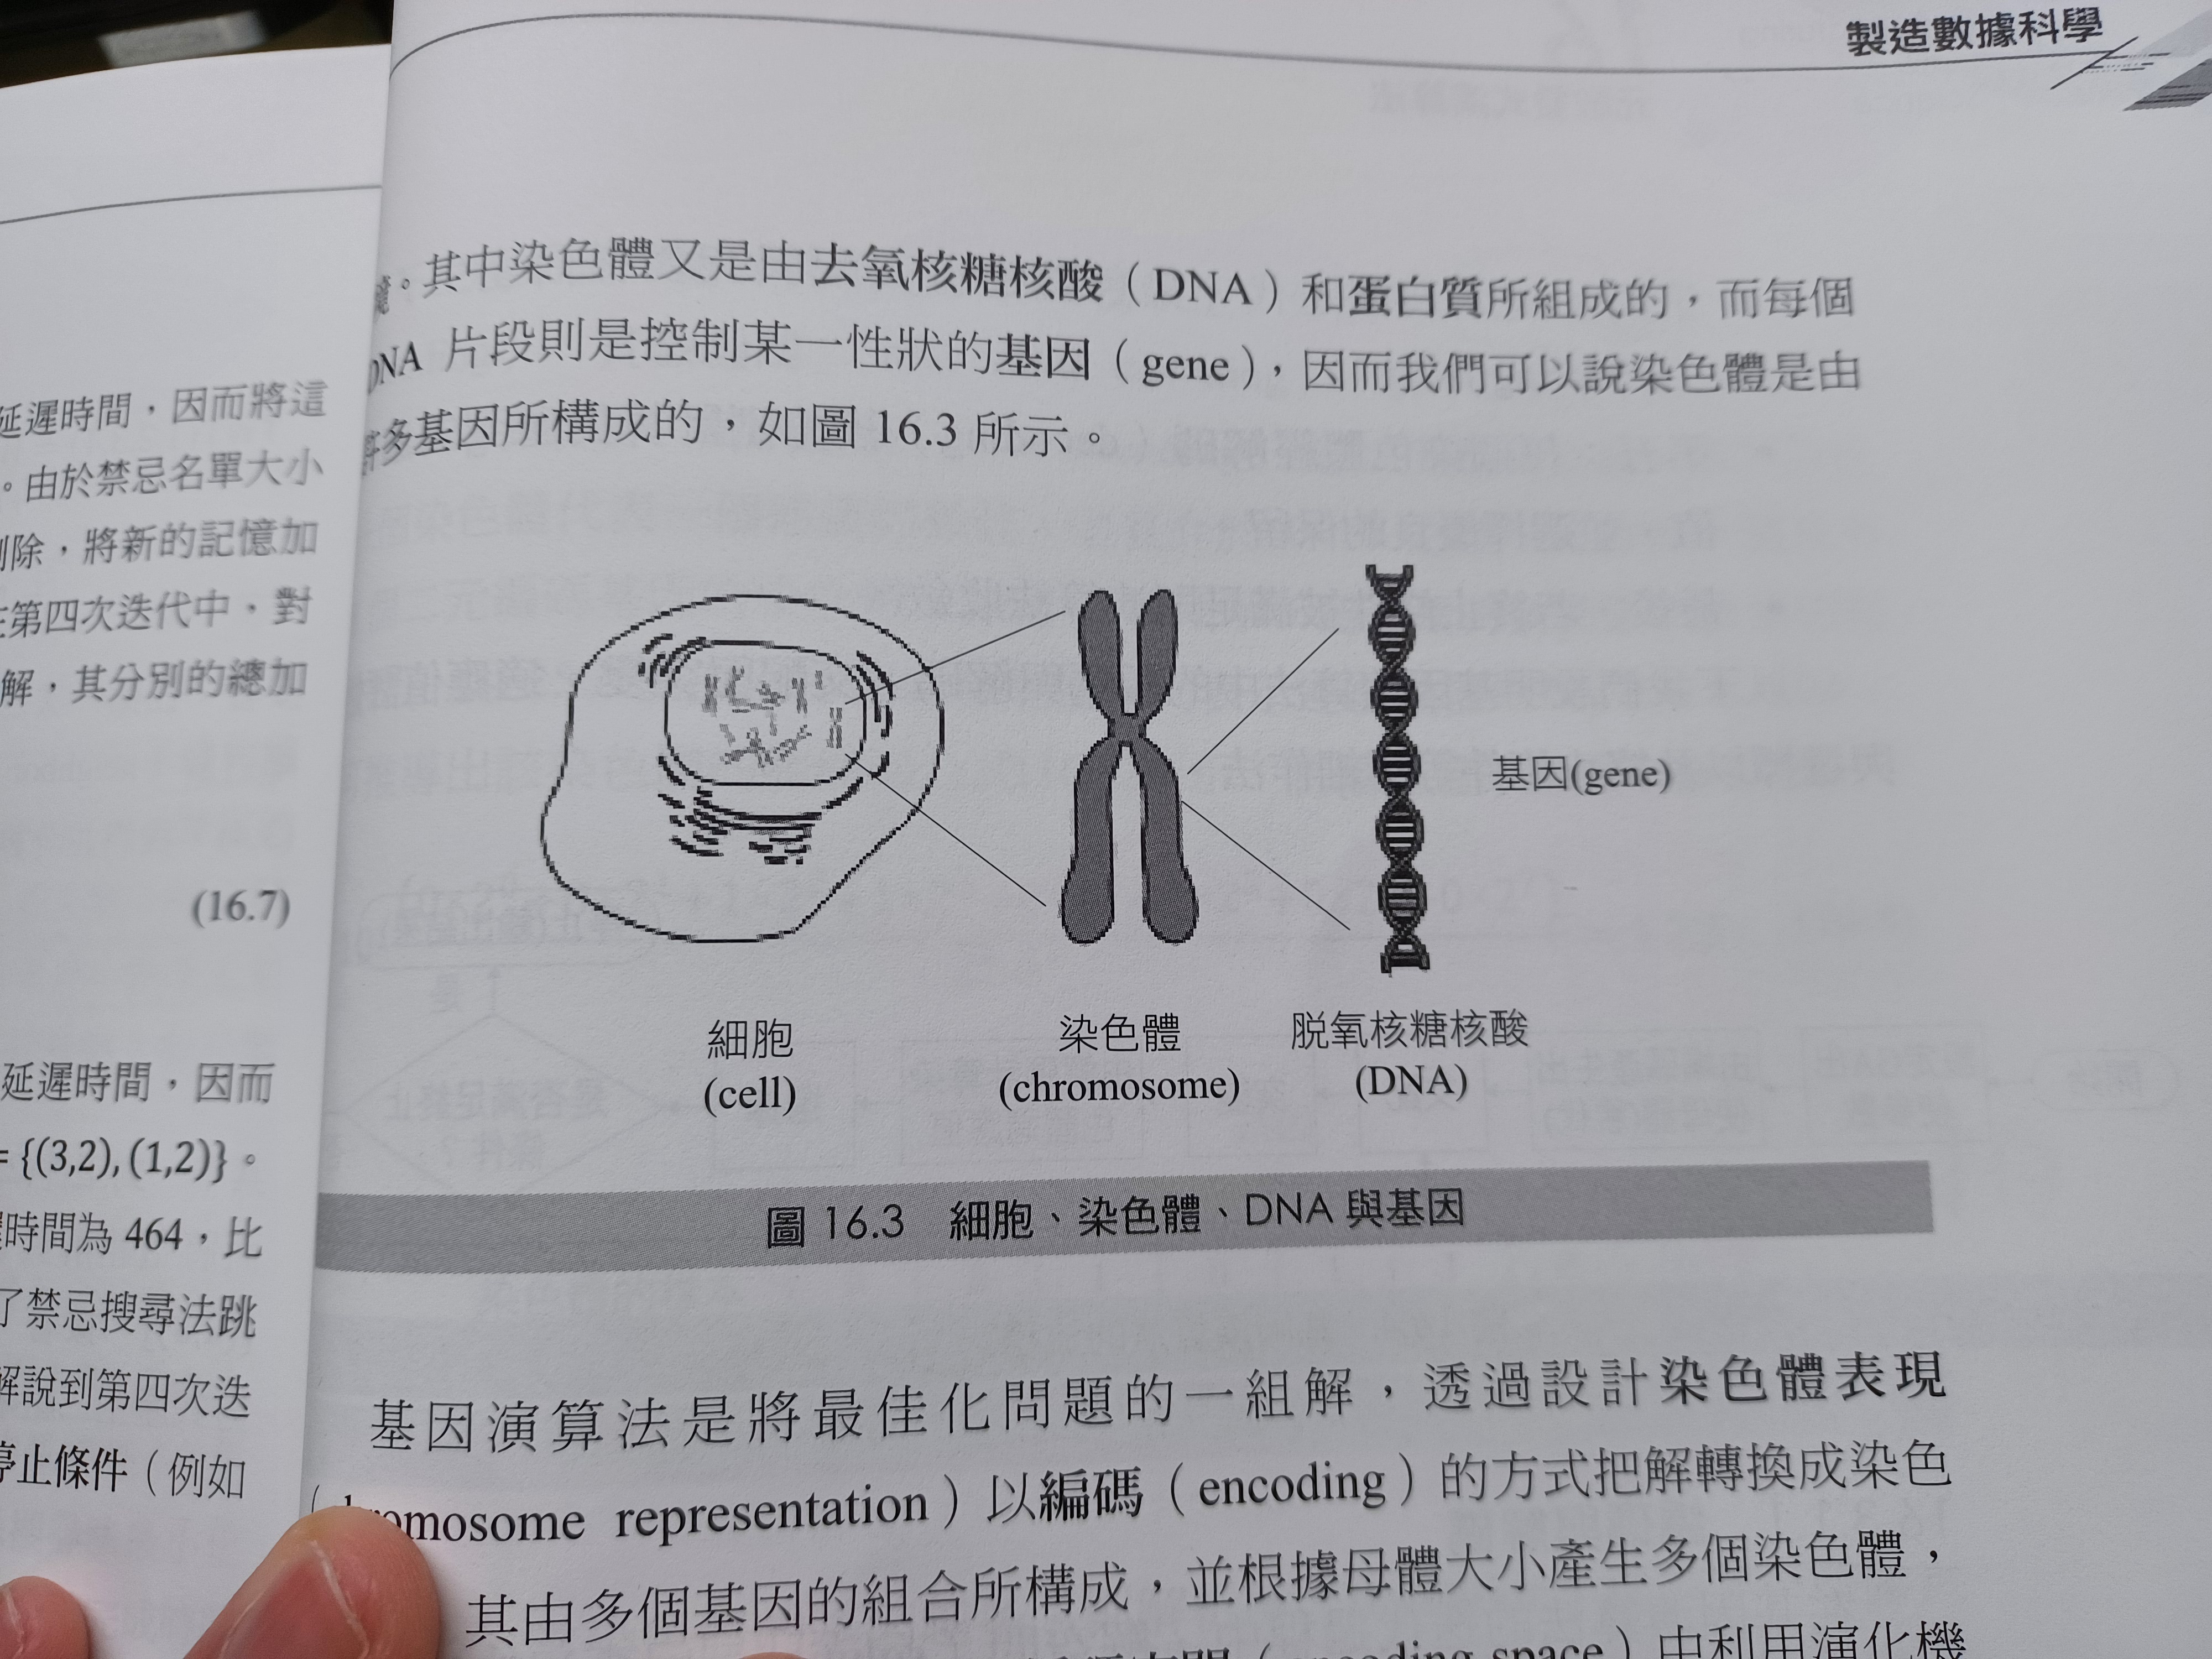 製造數據科學
延遲時間，因而將這
。由於禁忌名單大小
刪除，將新的記憶加
第四次迭代中，對
解，其分別的總加
(16.7)
延遲時間，因而
= {(3,2), (1,2)}。
時間為 464，比
了禁忌搜尋法跳
解說到第四次迭
停止條件（例如
。其中染色體又是由去氧核糖核酸（DNA）和蛋白質所組成的，而每個
DNA 片段則是控制某一性狀的基因（gene），因而我們可以說染色體是由
許多基因所構成的，如圖 16.3 所示。
基因(gene)
細胞
(cell)
染色體
(chromosome)
脱氧核糖核酸
(DNA)
圖 16.3 細胞、染色體、DNA 與基因
基因演算法是將最佳化問題的一組解，透過設計染色體表現
（chromosome representation）以編碼（encoding）的方式把解轉換成染色
其由多個基因的組合所構成，並根據母體大小產生多個染色體，
（encoding space）中利用演化機